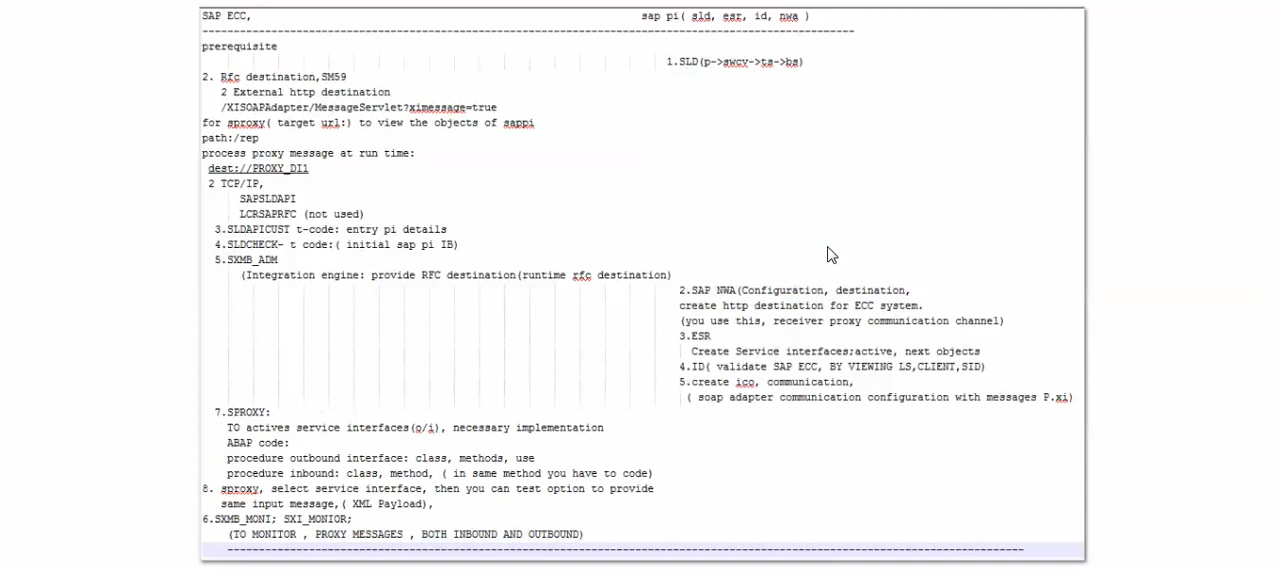 SAP ECC, sap pi( sld, esr, id, nwa )
-------------------------------------------------------------------------------------------------------
prerequisite
1.SLD(p->swcv->ts->bs)
2. Rfc destination,SM59
2 External http destination
/XISOAPAdapter/MessageServlet?ximessage=true
for sproxy( target url:) to view the objects of sappi
path:/rep
process proxy message at run time:
dest://PROXY_DI1
2 TCP/IP,
SAPSLDAPI
LCRSAPRFC (not used)
3.SLDAPICUST t-code: entry pi details
4.SLDCHECK- t code:( initial sap pi IB)
5.SXMB_ADM
(Integration engine: provide RFC destination(runtime rfc destination)
2.SAP NWA(Configuration, destination,
create http destination for ECC system.
(you use this, receiver proxy communication channel)
3.ESR
Create Service interfaces;active, next objects
4.ID( validate SAP ECC, BY VIEWING LS,CLIENT,SID)
5.create ico, communication,
( soap adapter communication configuration with messages P.xi)
7.SPROXY:
TO actives service interfaces(o/i), necessary implementation
ABAP code:
procedure outbound interface: class, methods, use
procedure inbound: class, method, ( in same method you have to code)
8. sproxy, select service interface, then you can test option to provide
same input message,( XML Payload),
6.SXMB_MONI; SXI_MONIOR;
(TO MONITOR , PROXY MESSAGES , BOTH INBOUND AND OUTBOUND)
-------------------------------------------------------------------------------------------------------------------------------